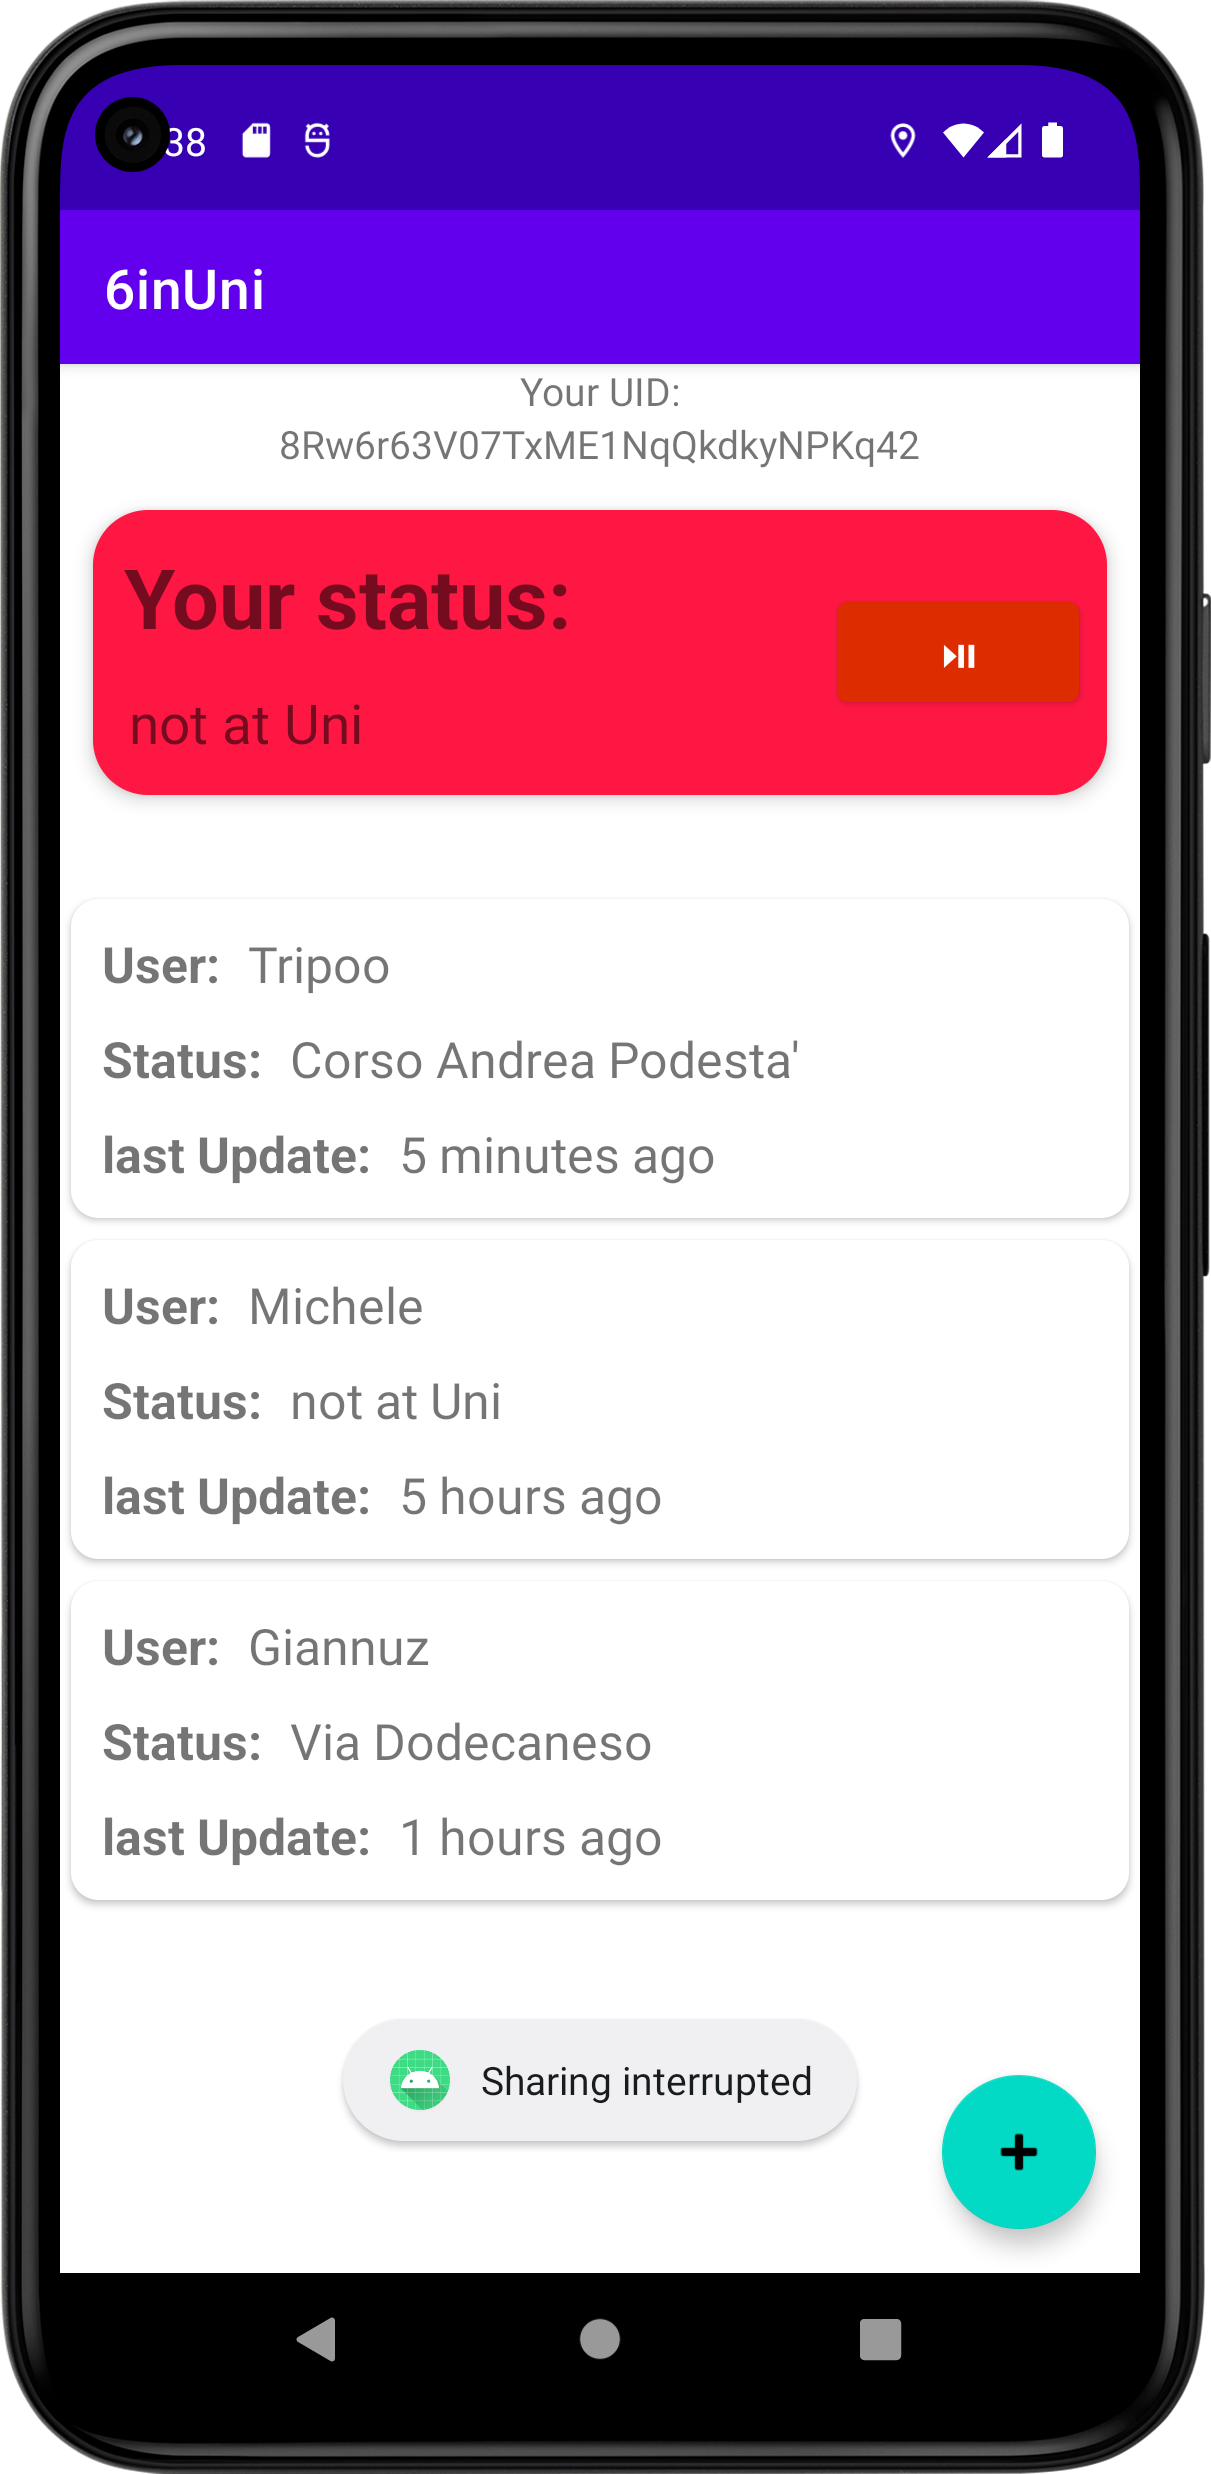 38
6inUni
Your UID:
8Rw6r63V07TxME1NqQkdkyNPKq42
Your status:
not at Uni
User: Tripoo
Status: Corso Andrea Podesta'
last Update: 5 minutes ago
User: Michele
Status: not at Uni
last Update: 5 hours ago
User: Giannuz
Status: Via Dodecaneso
last Update: 1 hours ago
Sharing interrupted